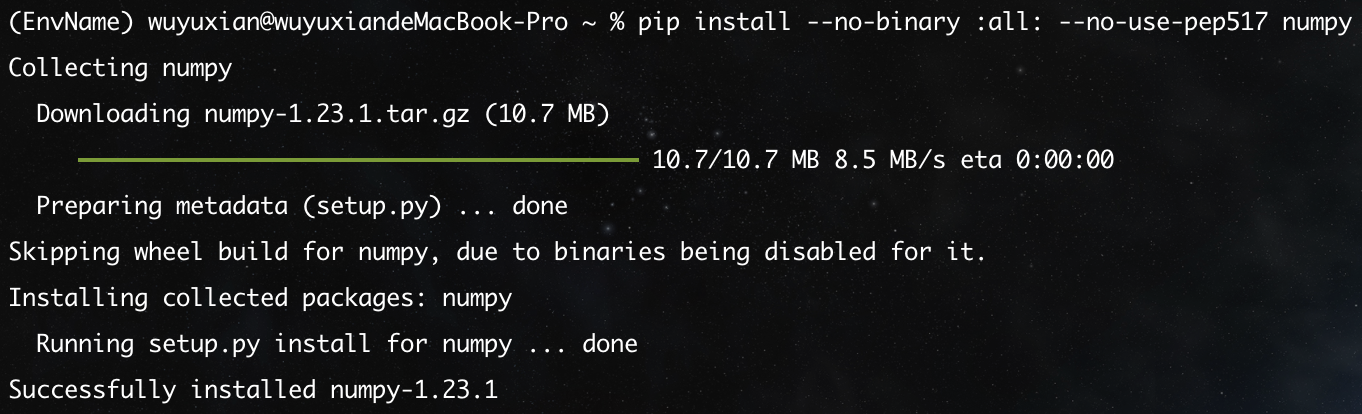 (EnvName) wuyuxian@wuyuxiandeMacBook-Pro ~ % pip install --no-binary :all: --no-use-pep517 numpy
Collecting numpy
  Downloading numpy-1.23.1.tar.gz (10.7 MB)
10.7/10.7 MB 8.5 MB/s eta 0:00:00
  Preparing metadata (setup.py) ... done
Skipping wheel build for numpy, due to binaries being disabled for it.
Installing collected packages: numpy
  Running setup.py install for numpy ... done
Successfully installed numpy-1.23.1